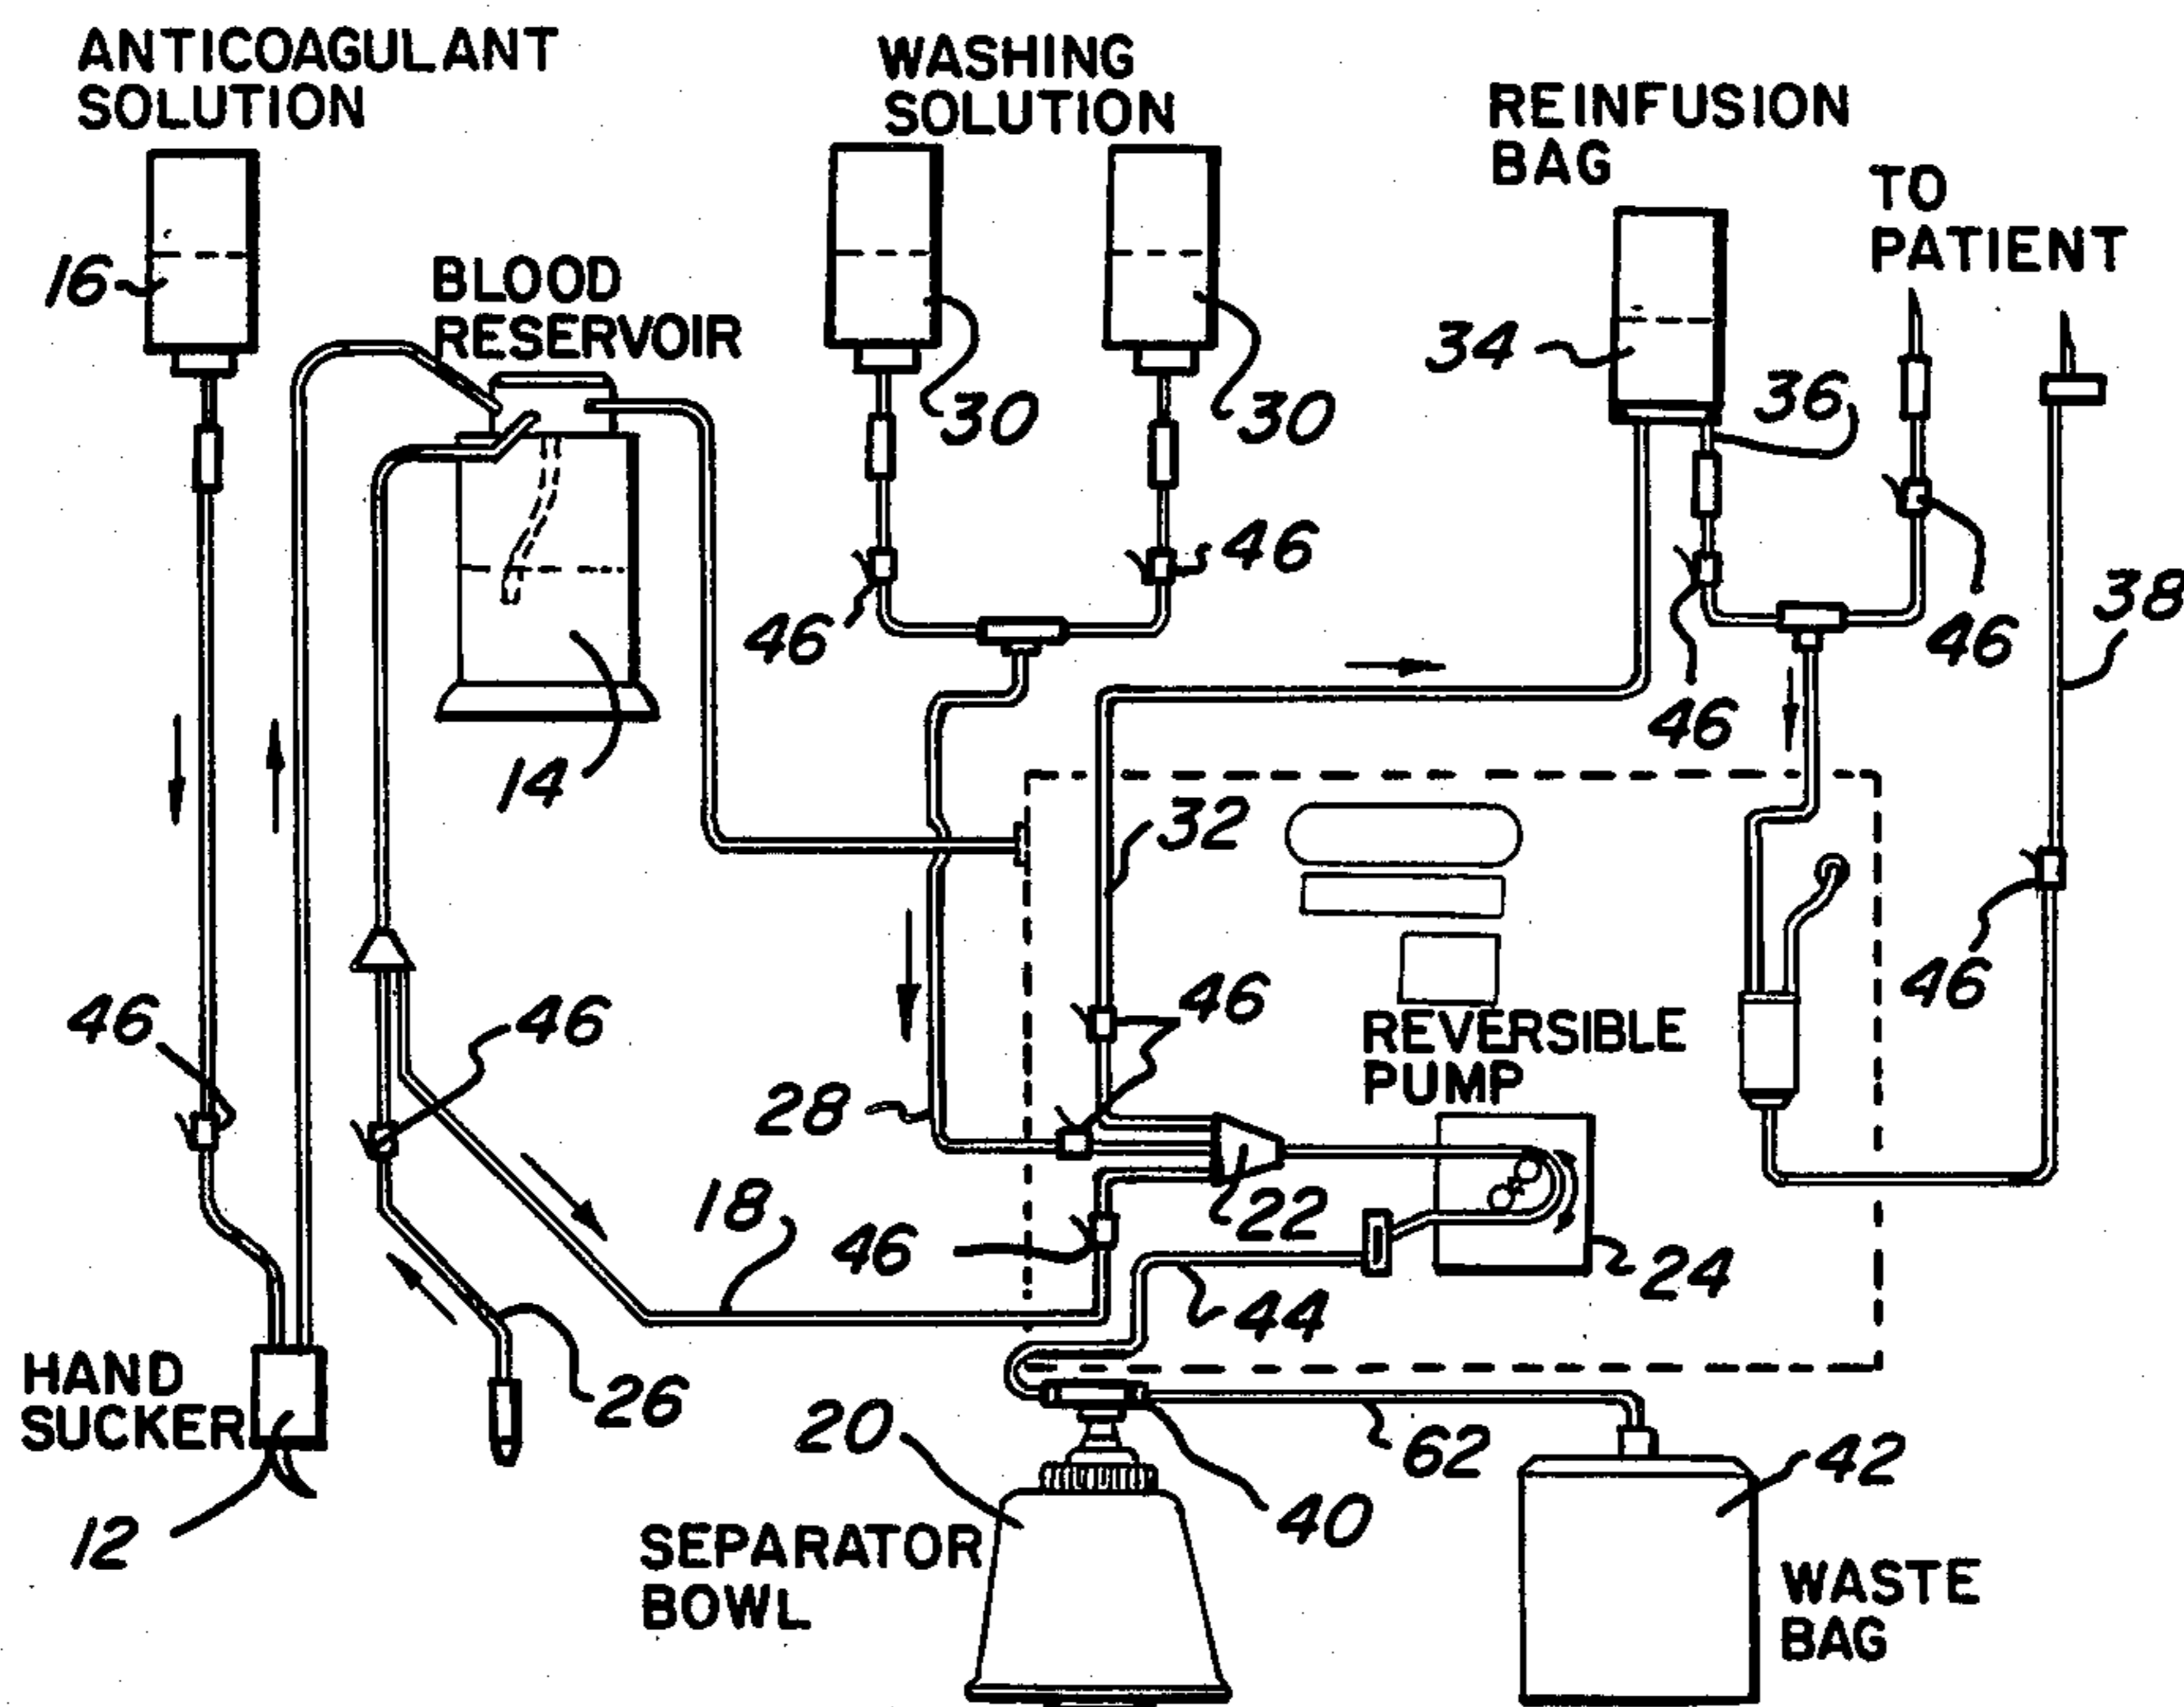 ANTICOAGULANT
SOLUTION
WASHING
SOLUTION
REINFUSION
BAG
TO
PATIENT
16
BLOOD
RESERVOIR
30
30
34
36
46
46
38
46
46
14
32
46
46
46
46
REVERSIBLE
PUMP
28
18
22
46
24
44
HAND
SUCKER
26
20
62
42
12
40
SEPARATOR
BOWL
WASTE
BAG